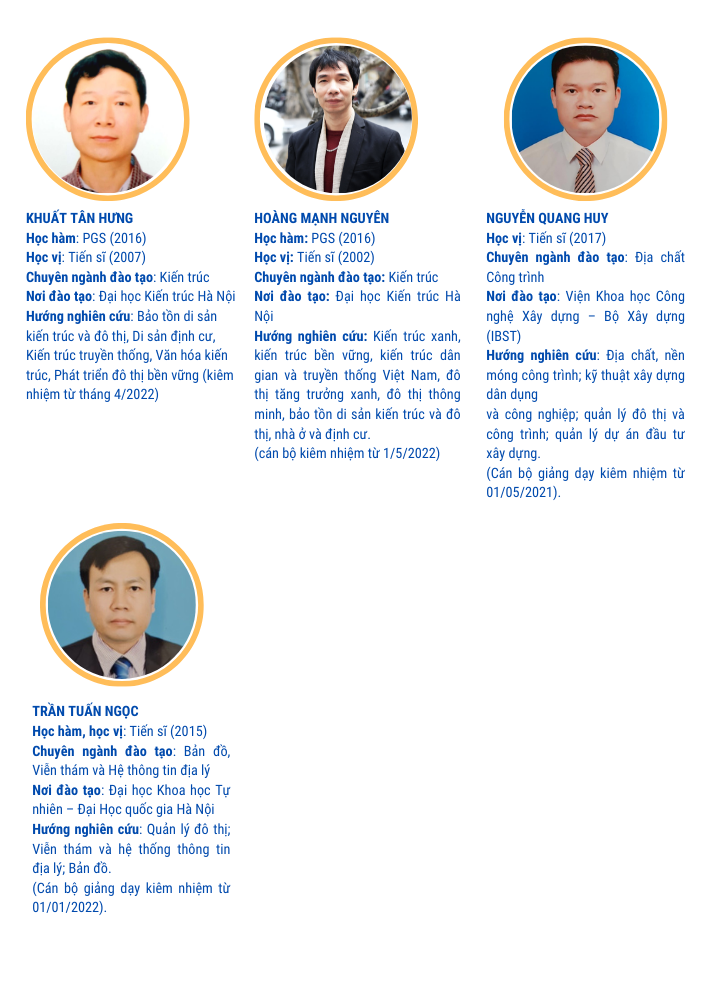 KHUẤT TÂN HƯNG
Học hàm: PGS (2016)
Học vị: Tiến sĩ (2007)
Chuyên ngành đào tạo: Kiến trúc
Nơi đào tạo: Đại học Kiến trúc Hà Nội
Hướng nghiên cứu: Bảo tồn di sản
kiến trúc và đô thị, Di sản định cư,
Kiến trúc truyền thống, Văn hóa kiến
trúc, Phát triển đô thị bền vững (kiêm
nhiệm từ tháng 4/2022)
HOÀNG MẠNH NGUYÊN
Học hàm: PGS (2016)
Học vị: Tiến sĩ (2002)
Chuyên ngành đào tạo: Kiến trúc
Nơi đào tạo: Đại học Kiến trúc Hà
Nội
Hướng nghiên cứu: Kiến trúc xanh,
kiến trúc bền vững, kiến trúc dân
gian và truyền thống Việt Nam, đô
thị tăng trưởng xanh, đô thị thông
minh, bảo tồn di sản kiến trúc và đô
thị, nhà ở và định cư.
(cán bộ kiêm nhiệm từ 1/5/2022)
NGUYỄN QUANG HUY
Học vị: Tiến sĩ (2017)
Chuyên ngành đào tạo: Địa chất
Công trình
Nơi đào tạo: Viện Khoa học Công
nghệ Xây dựng – Bộ Xây dựng
(IBST)
Hướng nghiên cứu: Địa chất, nền
móng công trình; kỹ thuật xây dựng
dân dụng
và công nghiệp; quản lý đô thị và
công trình; quản lý dự án đầu tư
xây dựng.
(Cán bộ giảng dạy kiêm nhiệm từ
01/05/2021).
TRẦN TUẤN NGỌC
Học hàm, học vị: Tiến sĩ (2015)
Chuyên ngành đào tạo: Bản đồ,
Viễn thám và Hệ thông tin địa lý
Nơi đào tạo: Đại học Khoa học Tự
nhiên – Đại Học quốc gia Hà Nội
Hướng nghiên cứu: Quản lý đô thị;
Viễn thám và hệ thống thông tin
địa lý; Bản đồ.
(Cán bộ giảng dạy kiêm nhiệm từ
01/01/2022).